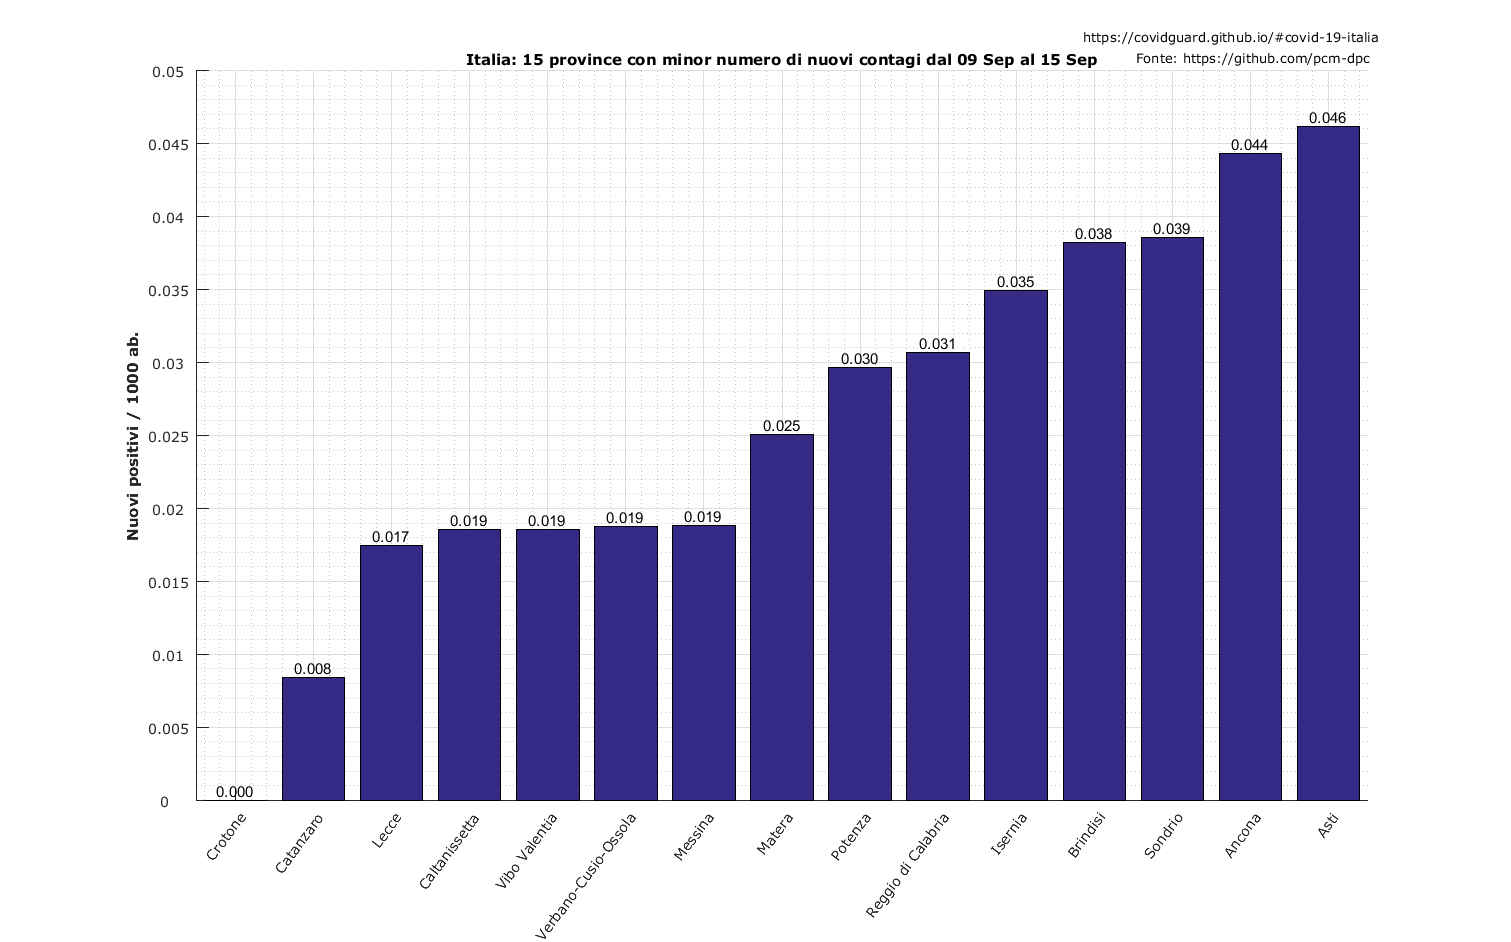 https://covidguard.github.io/#covid-19-italia
Italia: 15 province con minor numero di nuovi contagi dal 09 Sep al 15 Sep
Fonte: https://github.com/pcm-dpc
Nuovi positivi / 1000 ab.
0.05
0.045
0.04
0.035
0.03
0.025
0.02
0.015
0.01
0.005
0
0.000
0.008
0.017
0.019
0.019
0.019
0.019
0.025
0.030
0.031
0.035
0.038
0.039
0.044
0.046
Crotone
Catanzaro
Lecce
Caltanissetta
Vibo Valentia
Verbano-Cusio-Ossola
Messina
Matera
Potenza
Reggio di Calabria
Isernia
Brindisi
Sondrio
Ancona
Asti